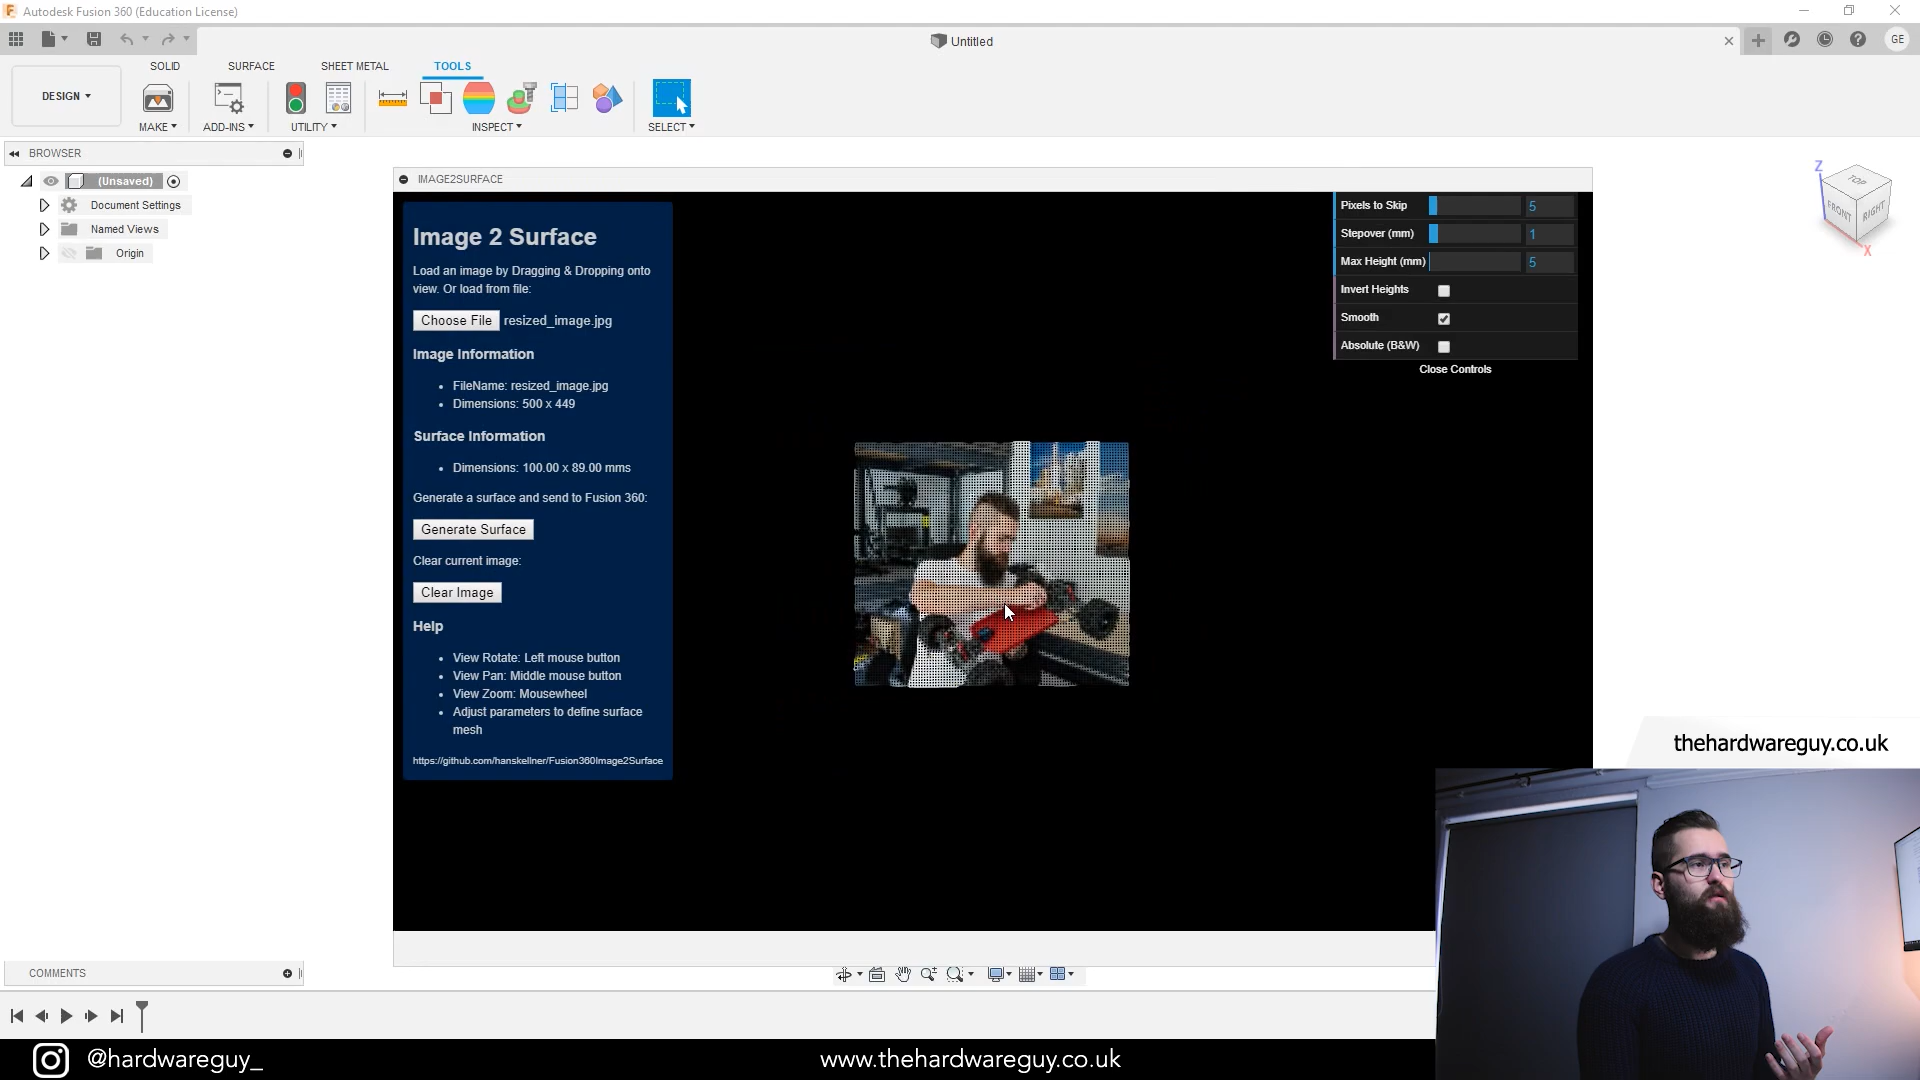 Autodesk Fusion 360 (Education License)
Untitled
GE
SOLID
SURFACE
SHEET METAL
TOOLS
DESIGN
MAKE
ADD-INS
UTILITY
INSPECT
SELECT
BROWSER
(Unsaved)
Document Settings
Named Views
Origin
IMAGE2SURFACE
Image 2 Surface
Load an image by Dragging & Dropping onto
view. Or load from file:
Choose File resized_image.jpg
Image Information
• FileName: resized_image.jpg
• Dimensions: 500 x 449
Surface Information
• Dimensions: 100.00 x 89.00 mms
Generate a surface and send to Fusion 360:
Generate Surface
Clear current image:
Clear Image
Help
• View Rotate: Left mouse button
• View Pan: Middle mouse button
• View Zoom: Mousewheel
• Adjust parameters to define surface
mesh
https://github.com/hanskellner/Fusion360Image2Surface
Pixels to Skip 5
Stepover (mm) 1
Max Height (mm) 5
Invert Heights
Smooth
Absolute (B&W)
Close Controls
Z
TOP
FRONT
RIGHT
X
thehardwareguy.co.uk
COMMENTS
@hardwareguy_
www.thehardwareguy.co.uk